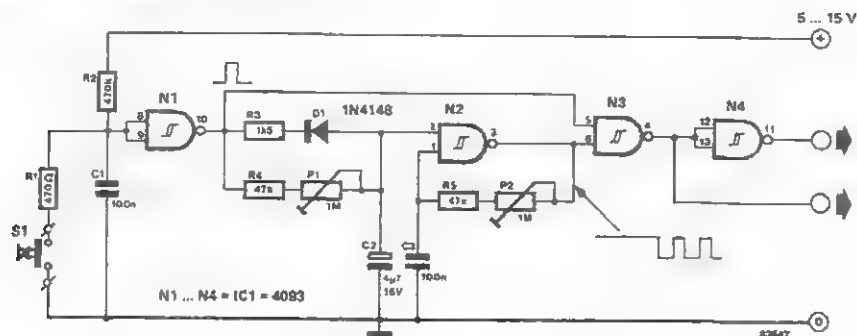 5 ... 15 V
+
R2
470k
N1
8
9
10
R3
1k5
D1
1N4148
N2
2
1
3
N3
5
6
4
N4
12
13
11
R1
470Ω
C1
100n
R4
47k
P1
1M
R5
47k
P2
1M
S1
C2
4µ7
16V
C3
100n
N1 ... N4 = IC1 = 4093
0